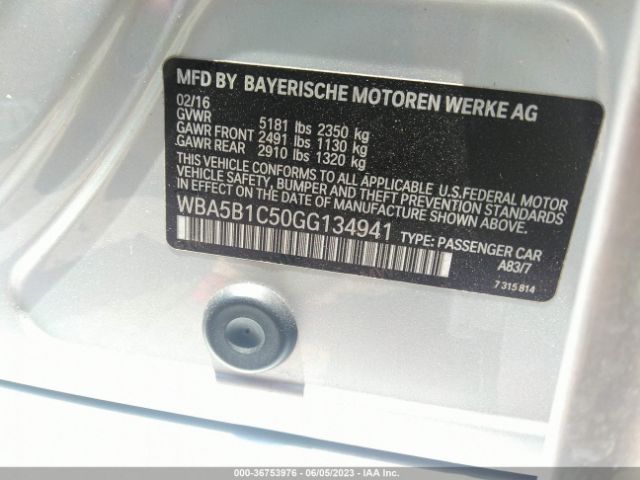 MFD BY BAYERISCHE MOTOREN WERKE AG
02/16
GVWR 5181 lbs 2350 kg
GAWR FRONT 2491 lbs 1130 kg
GAWR REAR 2910 lbs 1320 kg
THIS VEHICLE CONFORMS TO ALL APPLICABLE U.S.FEDERAL MOTOR
VEHICLE SAFETY, BUMPER AND THEFT PREVENTION STANDARDS
IN EFFECT ON THE DATE OF MANUFACTURE SHOWN ABOVE.
WBA5B1C50GG134941 TYPE: PASSENGER CAR
A83/7
7 315 814
000-36753976 - 06/05/2023 - IAA Inc.